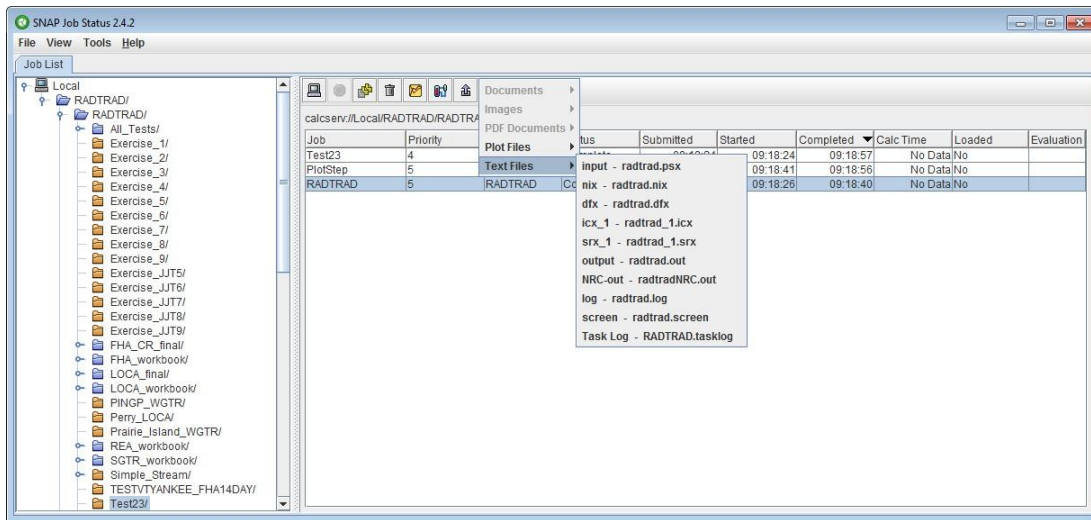 SNAP Job Status 2.4.2
File View Tools Help
Job List
Local
RADTRAD/
RADTRAD/
All_Tests/
Exercise_1/
Exercise_2/
Exercise_3/
Exercise_4/
Exercise_5/
Exercise_6/
Exercise_7/
Exercise_8/
Exercise_9/
Exercise_JJT5/
Exercise_JJT6/
Exercise_JJT7/
Exercise_JJT8/
Exercise_JJT9/
FHA_CR_final/
FHA_workbook/
LOCA_final/
LOCA_workbook/
PINGP_WGTR/
Perry_LOCA/
Prairie_Island_WGTR/
REA_workbook/
SGTR_workbook/
Simple_Stream/
TESTVTYANKEE_FHA14DAY/
Test23/
calcserv://Local/RADTRAD/RADTRA
Job Priority tus Submitted Started Completed Calc Time Loaded Evaluation
Test23 4 09:18:24 09:18:57 No Data No
PlotStep 5 09:18:41 09:18:56 No Data No
RADTRAD 5 RADTRAD Co 09:18:26 09:18:40 No Data No
Documents
Images
PDF Documents
Plot Files
Text Files
input - radtrad.psx
nix - radtrad.nix
dfx - radtrad.dfx
icx_1 - radtrad_1.icx
srx_1 - radtrad_1.srx
output - radtrad.out
NRC-out - radtradNRC.out
log - radtrad.log
screen - radtrad.screen
Task Log - RADTRAD.tasklog